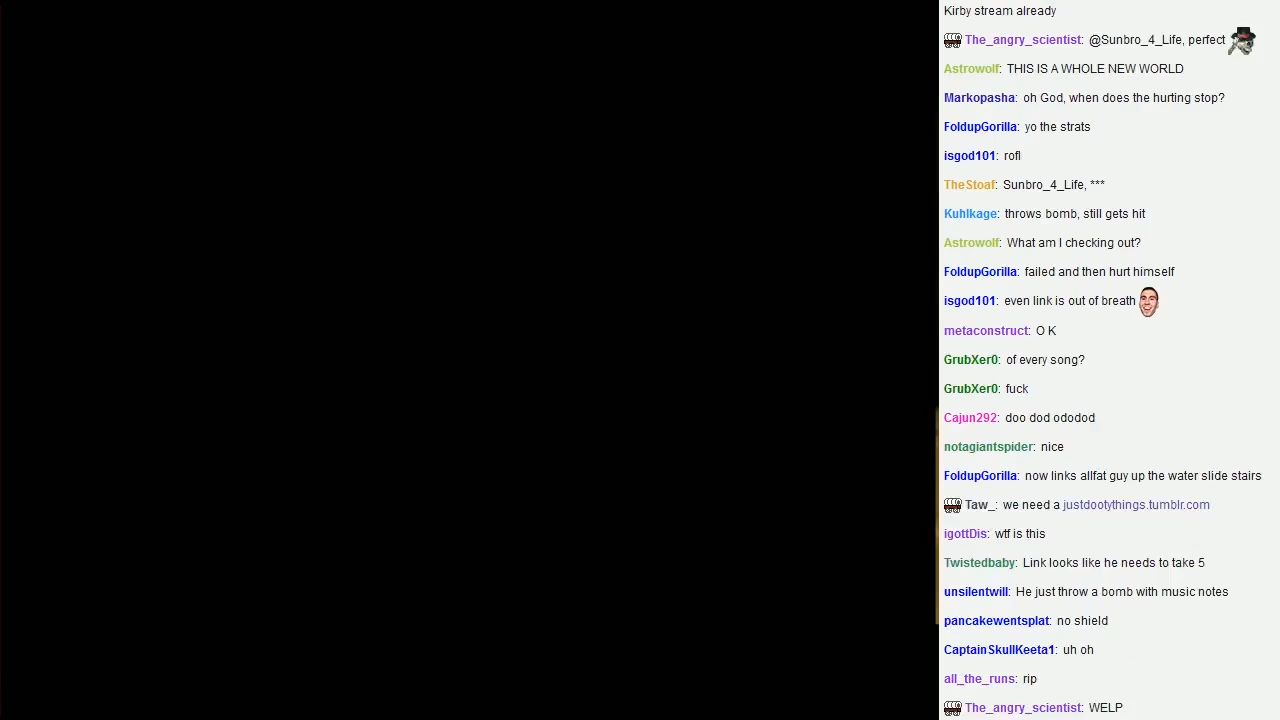 Kirby stream already
The_angry_scientist: @Sunbro_4_Life, perfect
Astrowolf: THIS IS A WHOLE NEW WORLD
Markopasha: oh God, when does the hurting stop?
FoldupGorilla: yo the strats
isgod101: rofl
TheStoaf: Sunbro_4_Life, ***
Kuhlkage: throws bomb, still gets hit
Astrowolf: What am I checking out?
FoldupGorilla: failed and then hurt himself
isgod101: even link is out of breath
metaconstruct: O K
GrubXer0: of every song?
GrubXer0: fuck
Cajun292: doo dod ododod
notagiantspider: nice
FoldupGorilla: now links allfat guy up the water slide stairs
Taw_: we need a justdootythings.tumblr.com
igottDis: wtf is this
Twistedbaby: Link looks like he needs to take 5
unsilentwill: He just throw a bomb with music notes
pancakewentsplat: no shield
CaptainSkullKeeta1: uh oh
all_the_runs: rip
The_angry_scientist: WELP